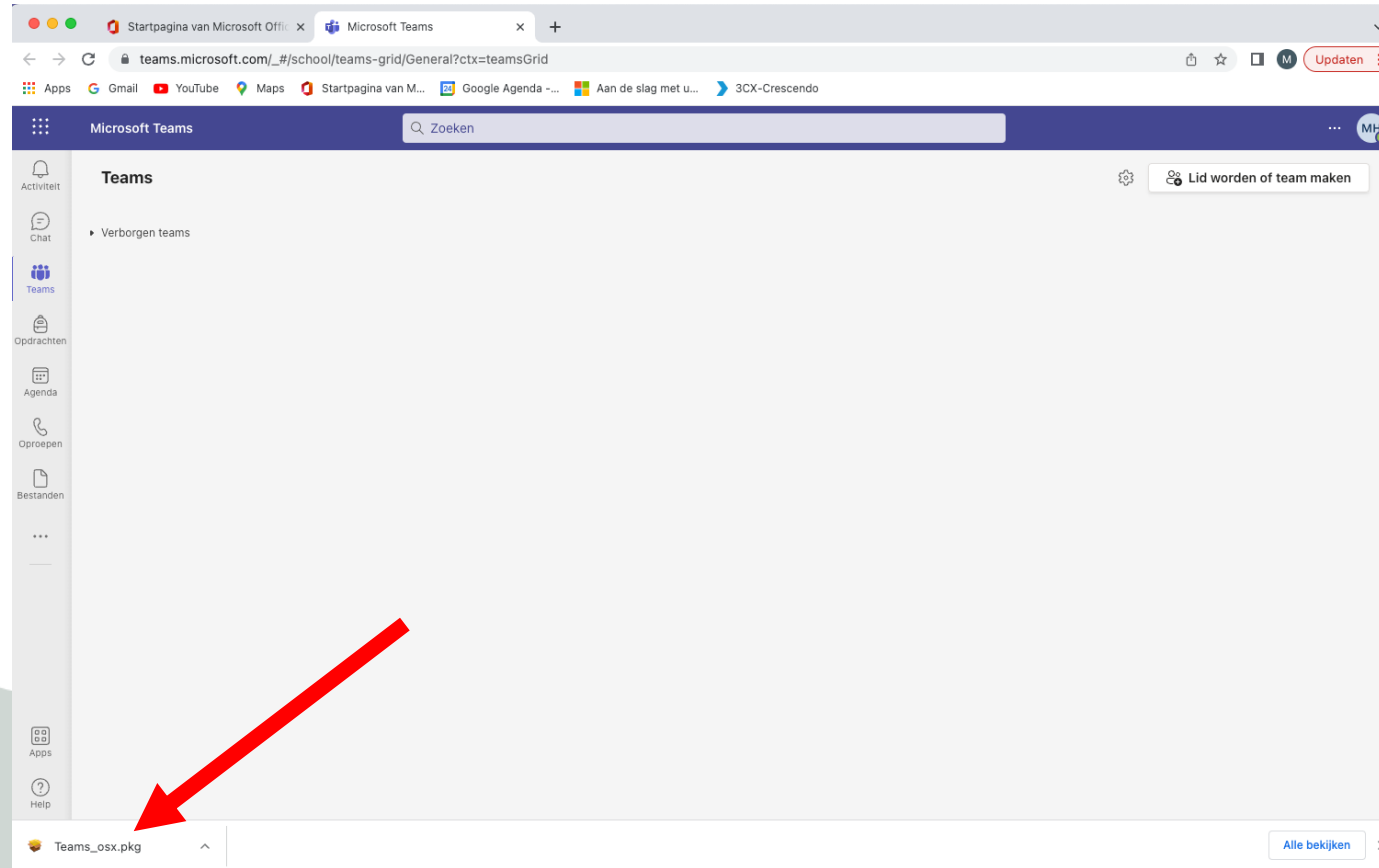 Startpagina van Microsoft Offic
Microsoft Teams
teams.microsoft.com/_#/school/teams-grid/General?ctx=teamsGrid
M
Updaten
Apps
Gmail
YouTube
Maps
Startpagina van M...
24
Google Agenda -...
Aan de slag met u...
3CX-Crescendo
Microsoft Teams
Zoeken
MH
Activiteit
Chat
Teams
Opdrachten
Agenda
Oproepen
Bestanden
Apps
Help
Teams
Lid worden of team maken
Verborgen teams
Teams_osx.pkg
Alle bekijken